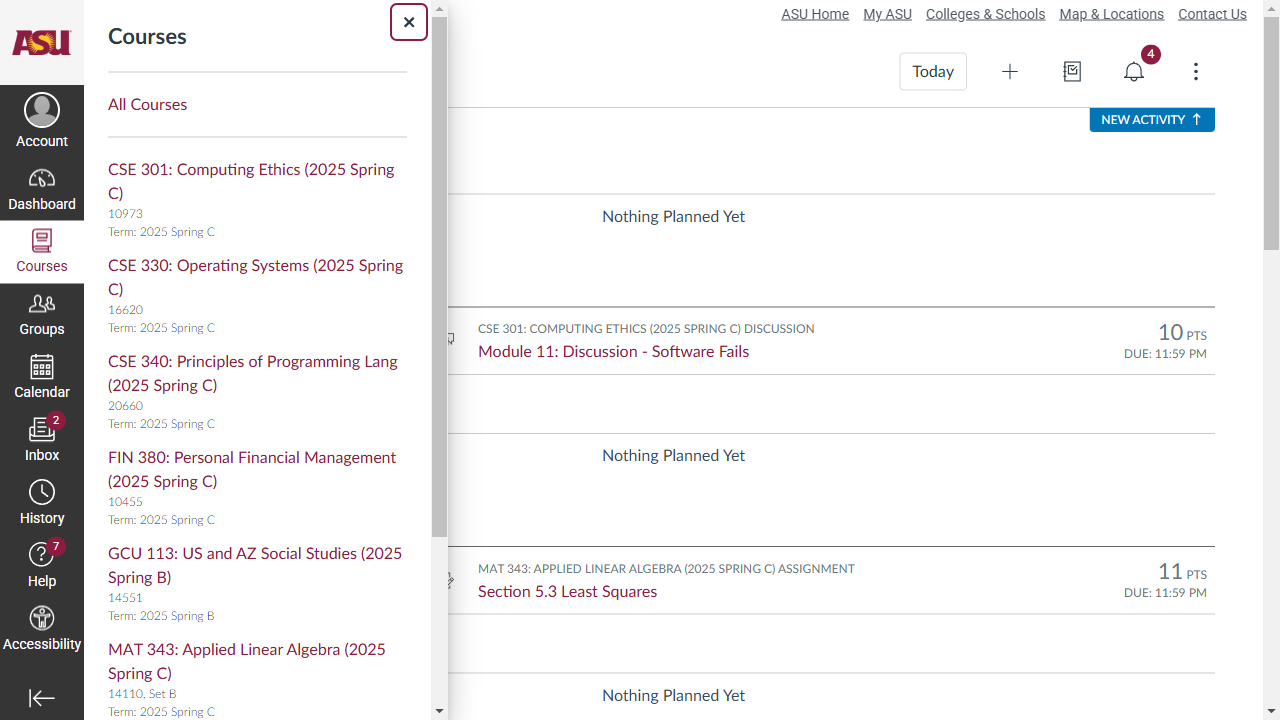 ASU
Account
Dashboard
Courses
Groups
Calendar
2
Inbox
History
7
Help
Accessibility
Courses
All Courses
CSE 301: Computing Ethics (2025 Spring
C)
10973
Term: 2025 Spring C
CSE 330: Operating Systems (2025 Spring
C)
16620
Term: 2025 Spring C
CSE 340: Principles of Programming Lang
(2025 Spring C)
20660
Term: 2025 Spring C
FIN 380: Personal Financial Management
(2025 Spring C)
10455
Term: 2025 Spring C
GCU 113: US and AZ Social Studies (2025
Spring B)
14551
Term: 2025 Spring B
MAT 343: Applied Linear Algebra (2025
Spring C)
14110, Set B
Term: 2025 Spring C
ASU Home My ASU Colleges & Schools Map & Locations Contact Us
Today
4
NEW ACTIVITY
Nothing Planned Yet
CSE 301: COMPUTING ETHICS (2025 SPRING C) DISCUSSION
Module 11: Discussion - Software Fails
10 PTS
DUE: 11:59 PM
Nothing Planned Yet
MAT 343: APPLIED LINEAR ALGEBRA (2025 SPRING C) ASSIGNMENT
Section 5.3 Least Squares
11 PTS
DUE: 11:59 PM
Nothing Planned Yet